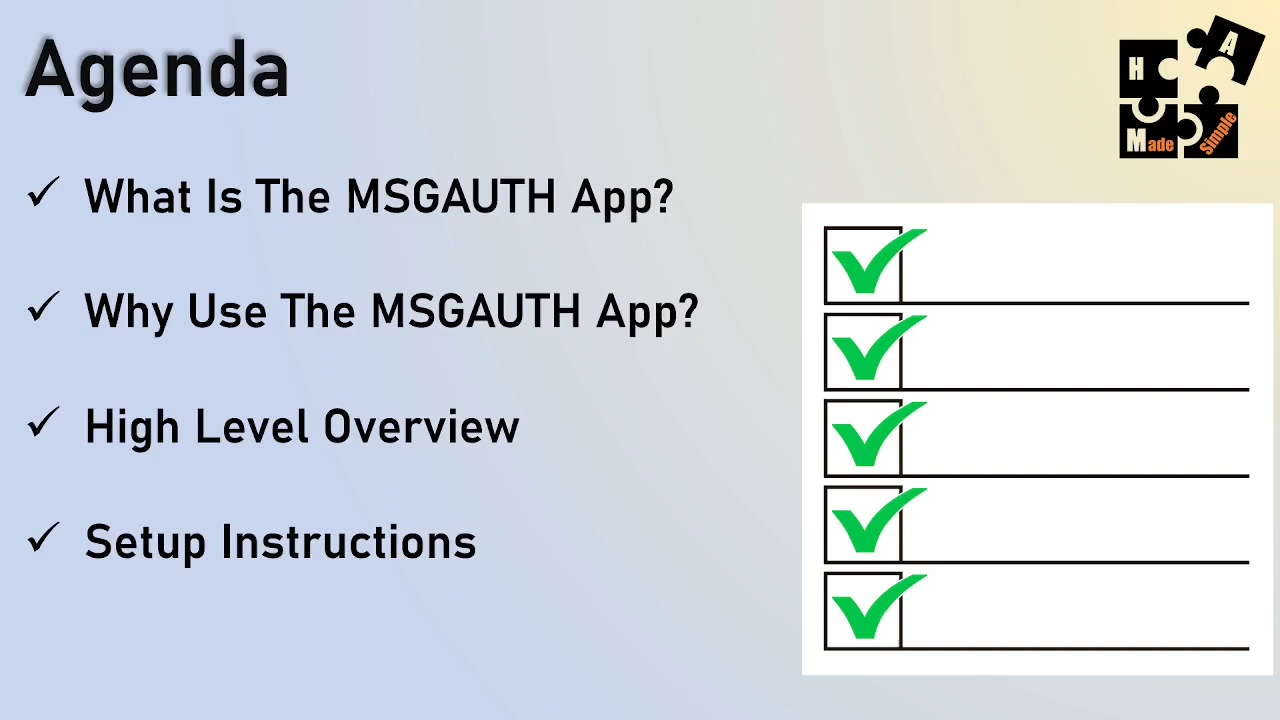 Agenda
H A
Made Simple
✓ What Is The MSGAUTH App?
✓ Why Use The MSGAUTH App?
✓ High Level Overview
✓ Setup Instructions